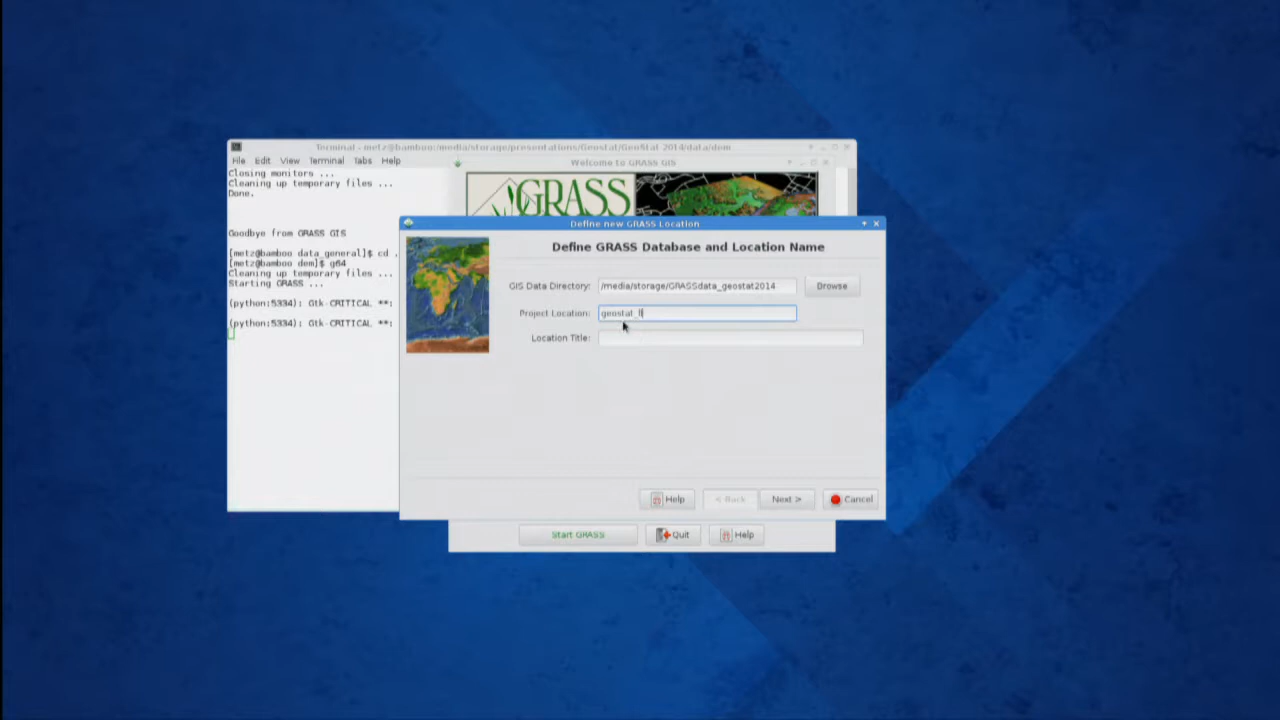 Terminal - metz@bamboo:/media/storage/presentations/Geostat/GeoStat 2014/data/dem
File Edit View Terminal Tabs Help
Closing monitors ...
Cleaning up temporary files ...
Done.
Goodbye from GRASS GIS
[metz@bamboo data_general]$ cd .
[metz@bamboo dem]$ g64
Cleaning up temporary files ...
Starting GRASS ...
(python:5334): Gtk-CRITICAL **:
(python:5334): Gtk-CRITICAL **:
Welcome to GRASS GIS
GRASS
Define new GRASS Location
Define GRASS Database and Location Name
GIS Data Directory: /media/storage/GRASSdata_geostat2014 Browse
Project Location: geostat_ll
Location Title:
Help < Back Next > Cancel
Start GRASS Quit Help